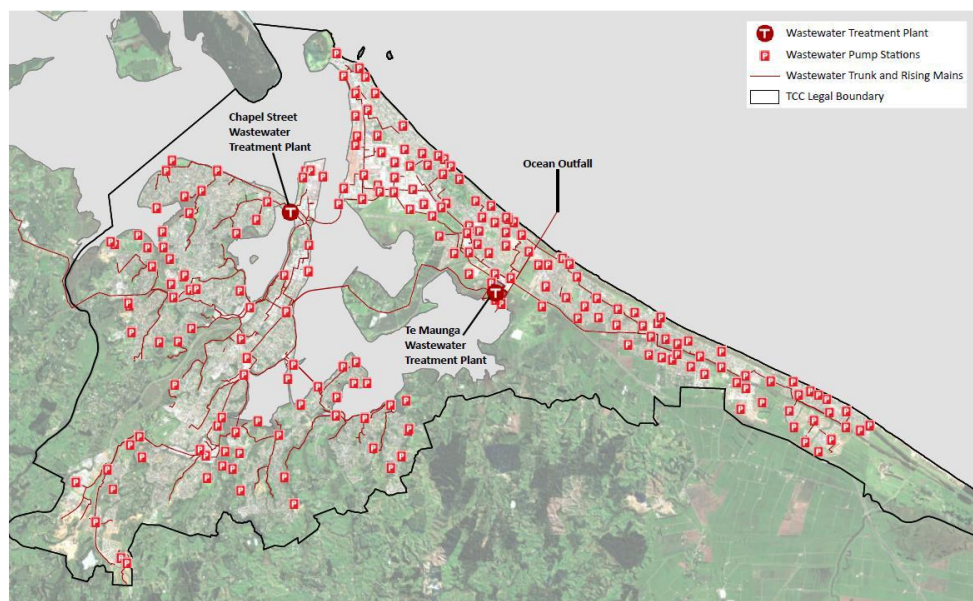 Wastewater Treatment Plant
Wastewater Pump Stations
Wastewater Trunk and Rising Mains
TCC Legal Boundary
Chapel Street
Wastewater
Treatment Plant
Ocean Outfall
Te Maunga
Wastewater
Treatment Plant